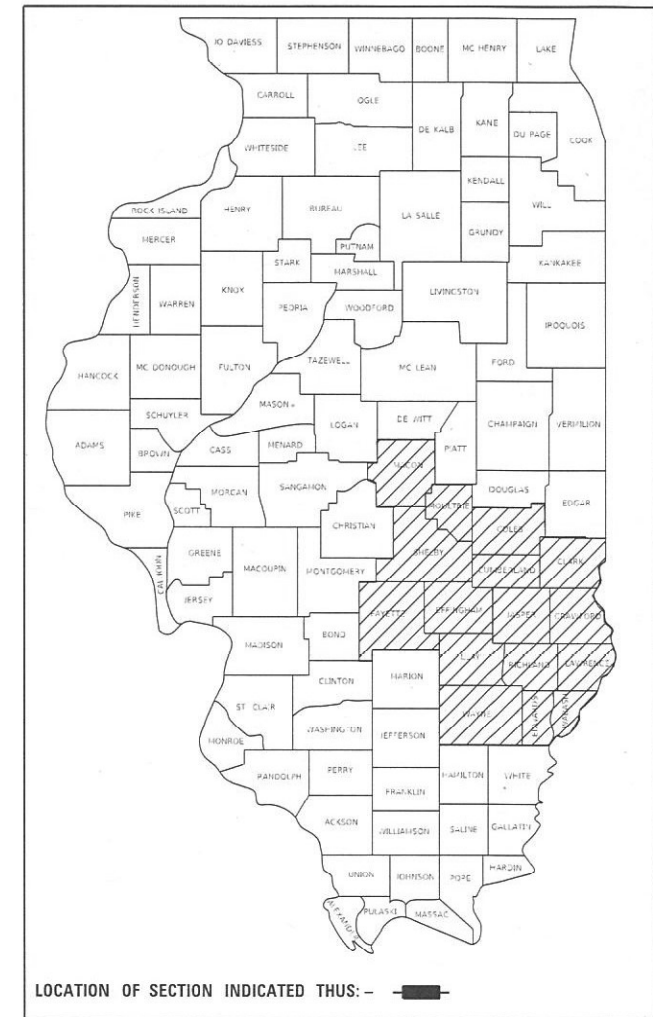 JO DAVIESS STEPHENSON WINNEBAGO BOONE MC HENRY LAKE
CARROLL OGLE DE KALB KANE DU PAGE COOK
WHITESIDE LEE KENDALL WILL
ROCK ISLAND HENRY BUREAU LA SALLE GRUNDY
MERCER PUTNAM KANKAKEE
STARK MARSHALL
HENDERSON WARREN KNOX PEORIA WOODFORD LIVINGSTON IROQUOIS
HANCOCK MC DONOUGH FULTON TAZEWELL MC LEAN FORD
MASON
SCHUYLER LOGAN DE WITT CHAMPAIGN VERMILION
ADAMS BROWN CASS MENARD MACON PIATT
PIKE SCOTT MORGAN SANGAMON MOULTRIE DOUGLAS EDGAR
CHRISTIAN COLES
CALHOUN GREENE MACOUPIN MONTGOMERY SHELBY CUMBERLAND CLARK
JERSEY FAYETTE EFFINGHAM JASPER CRAWFORD
MADISON BOND
CLINTON MARION CLAY RICHLAND LAWRENCE
ST CLAIR WAYNE EDWARDS WABASH
MONROE WASHINGTON JEFFERSON
RANDOLPH PERRY FRANKLIN HAMILTON WHITE
ACKSON WILLIAMSON SALINE GALLATIN
UNION JOHNSON POPE HARDIN
ALEXANDER PULASKI MASSAC
LOCATION OF SECTION INDICATED THUS: –